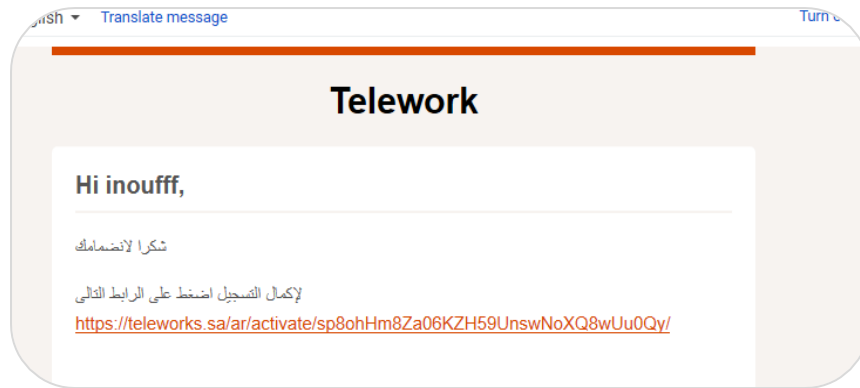 Translate message
Telework
Hi inoufff,
شكرا لانضمامك
لإكمال التسجيل اضغط على الرابط التالى
https://teleworks.sa/ar/activate/sp8ohHm8Za06KZH59UnswNoXQ8wUu0Qy/